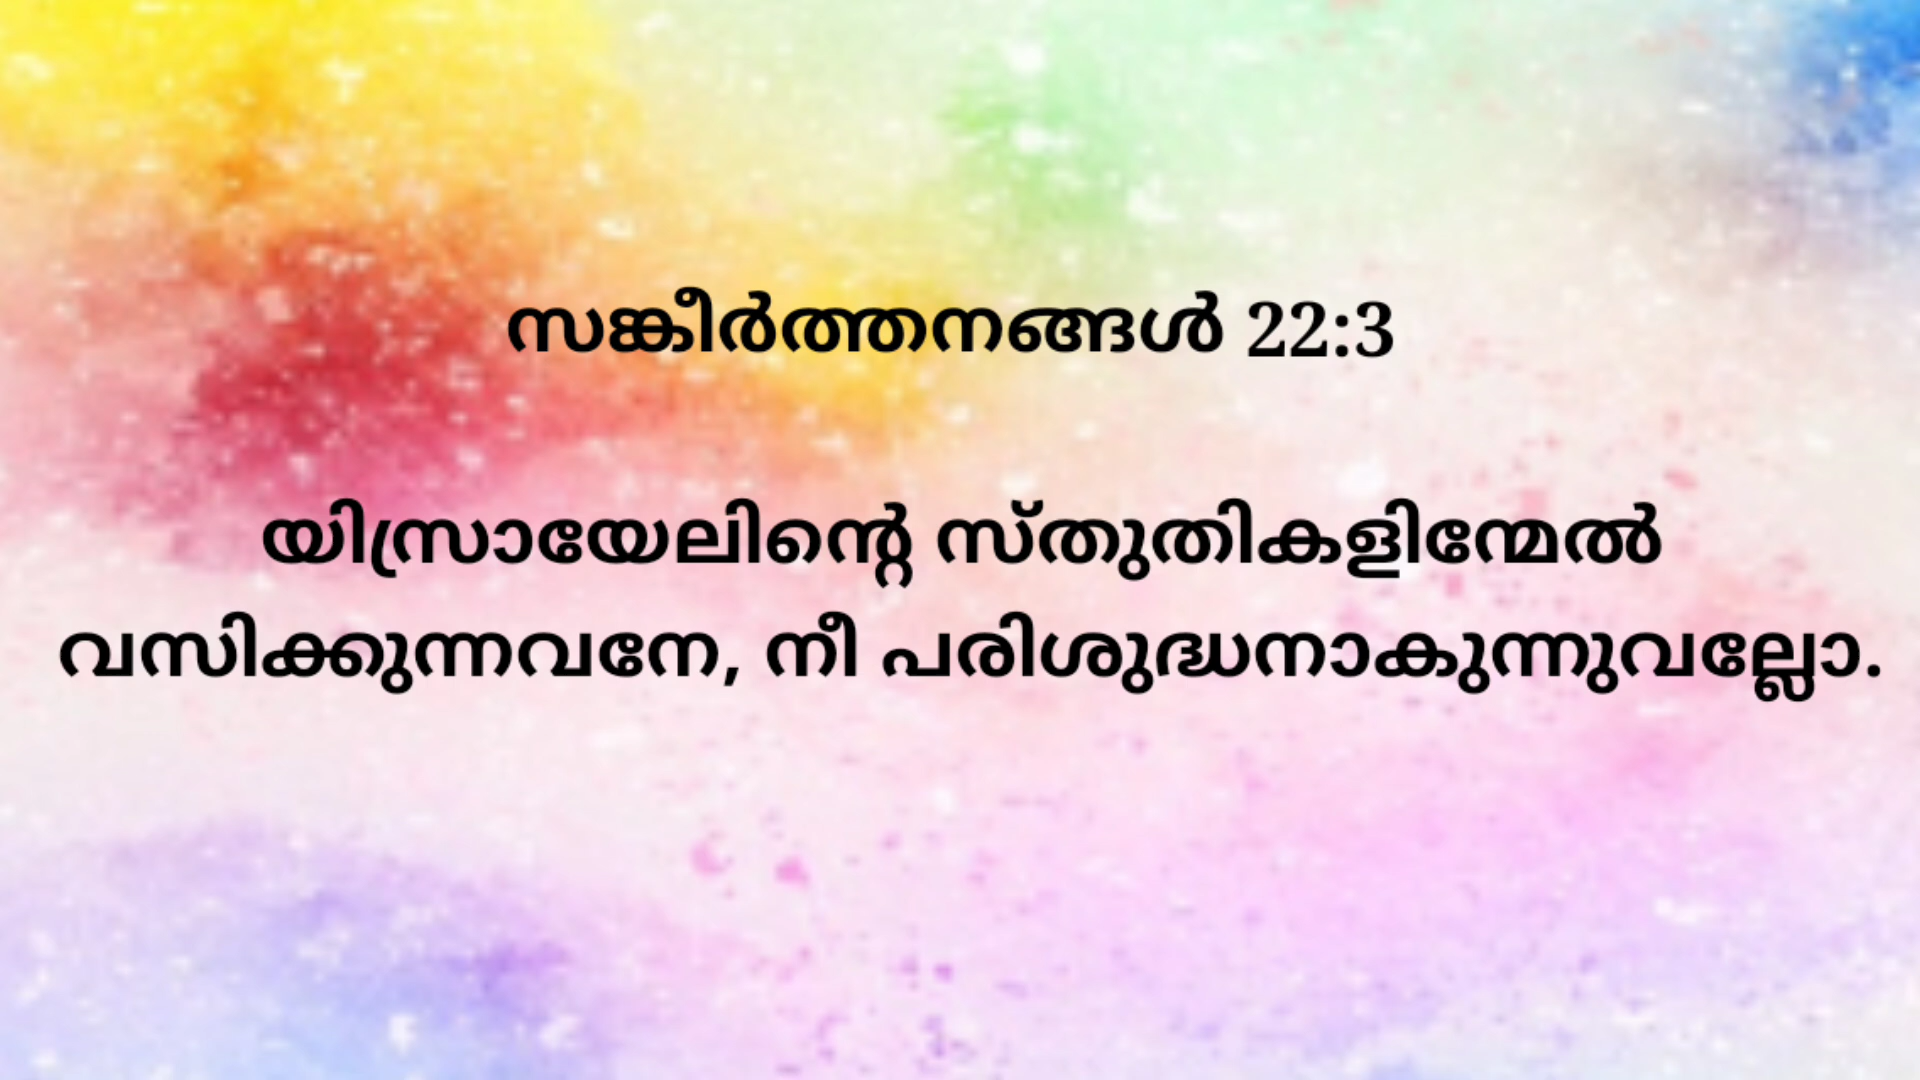 സങ്കീർത്തനങ്ങൾ 22:3
യിസ്രായേലിന്റെ സ്തുതികളിന്മേൽ
വസിക്കുന്നവനേ, നീ പരിശുദ്ധനാകുന്നുവല്ലോ.